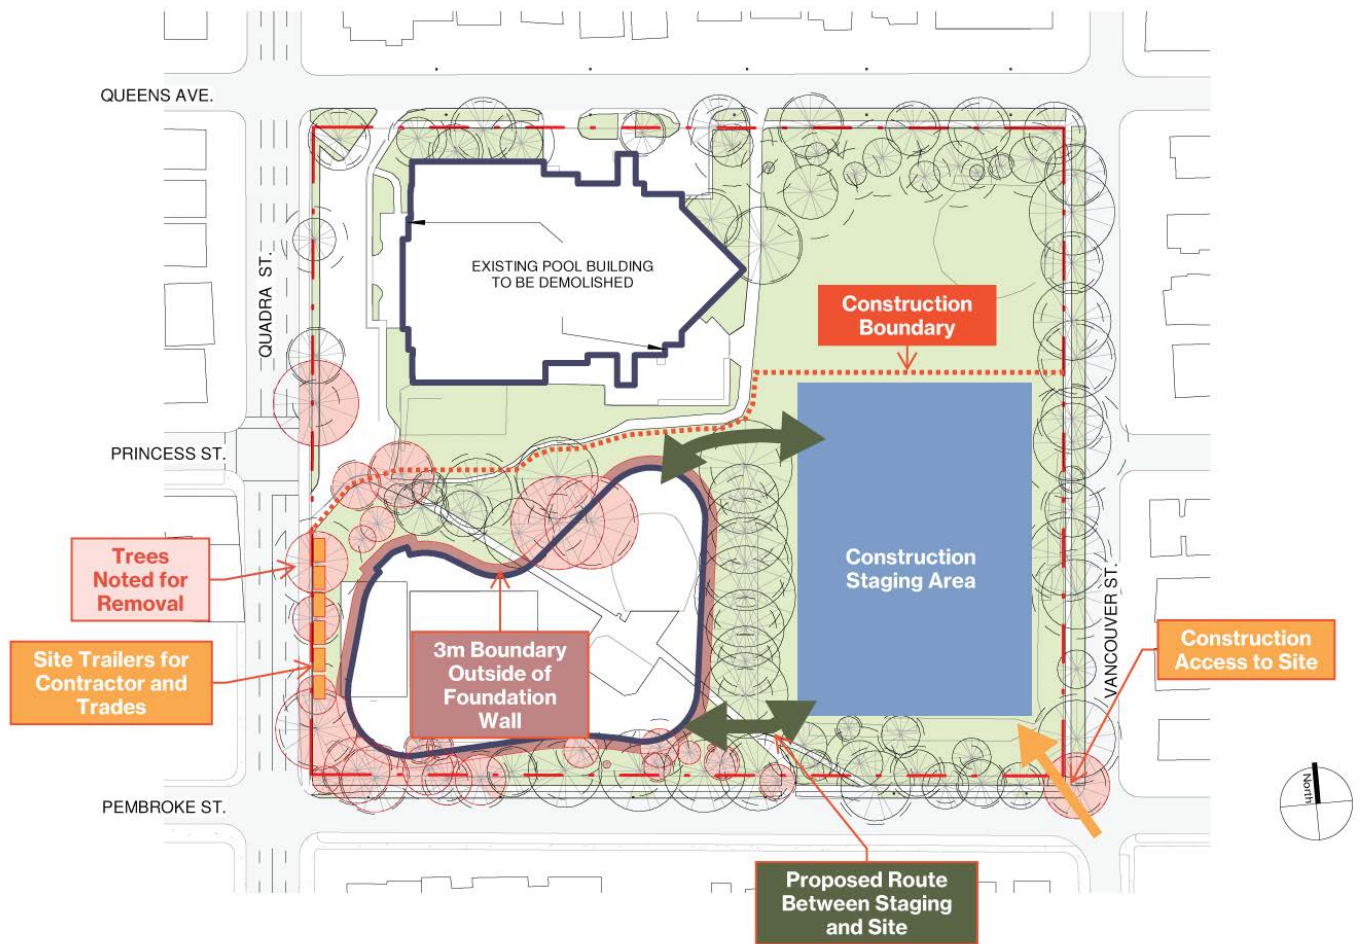 QUEENS AVE.
QUADRA ST.
EXISTING POOL BUILDING
TO BE DEMOLISHED
Construction
Boundary
PRINCESS ST.
Trees
Noted for
Removal
Construction
Staging Area
VANCOUVER ST.
Site Trailers for
Contractor and
Trades
3m Boundary
Outside of
Foundation
Wall
Construction
Access to Site
PEMBROKE ST.
North
Proposed Route
Between Staging
and Site